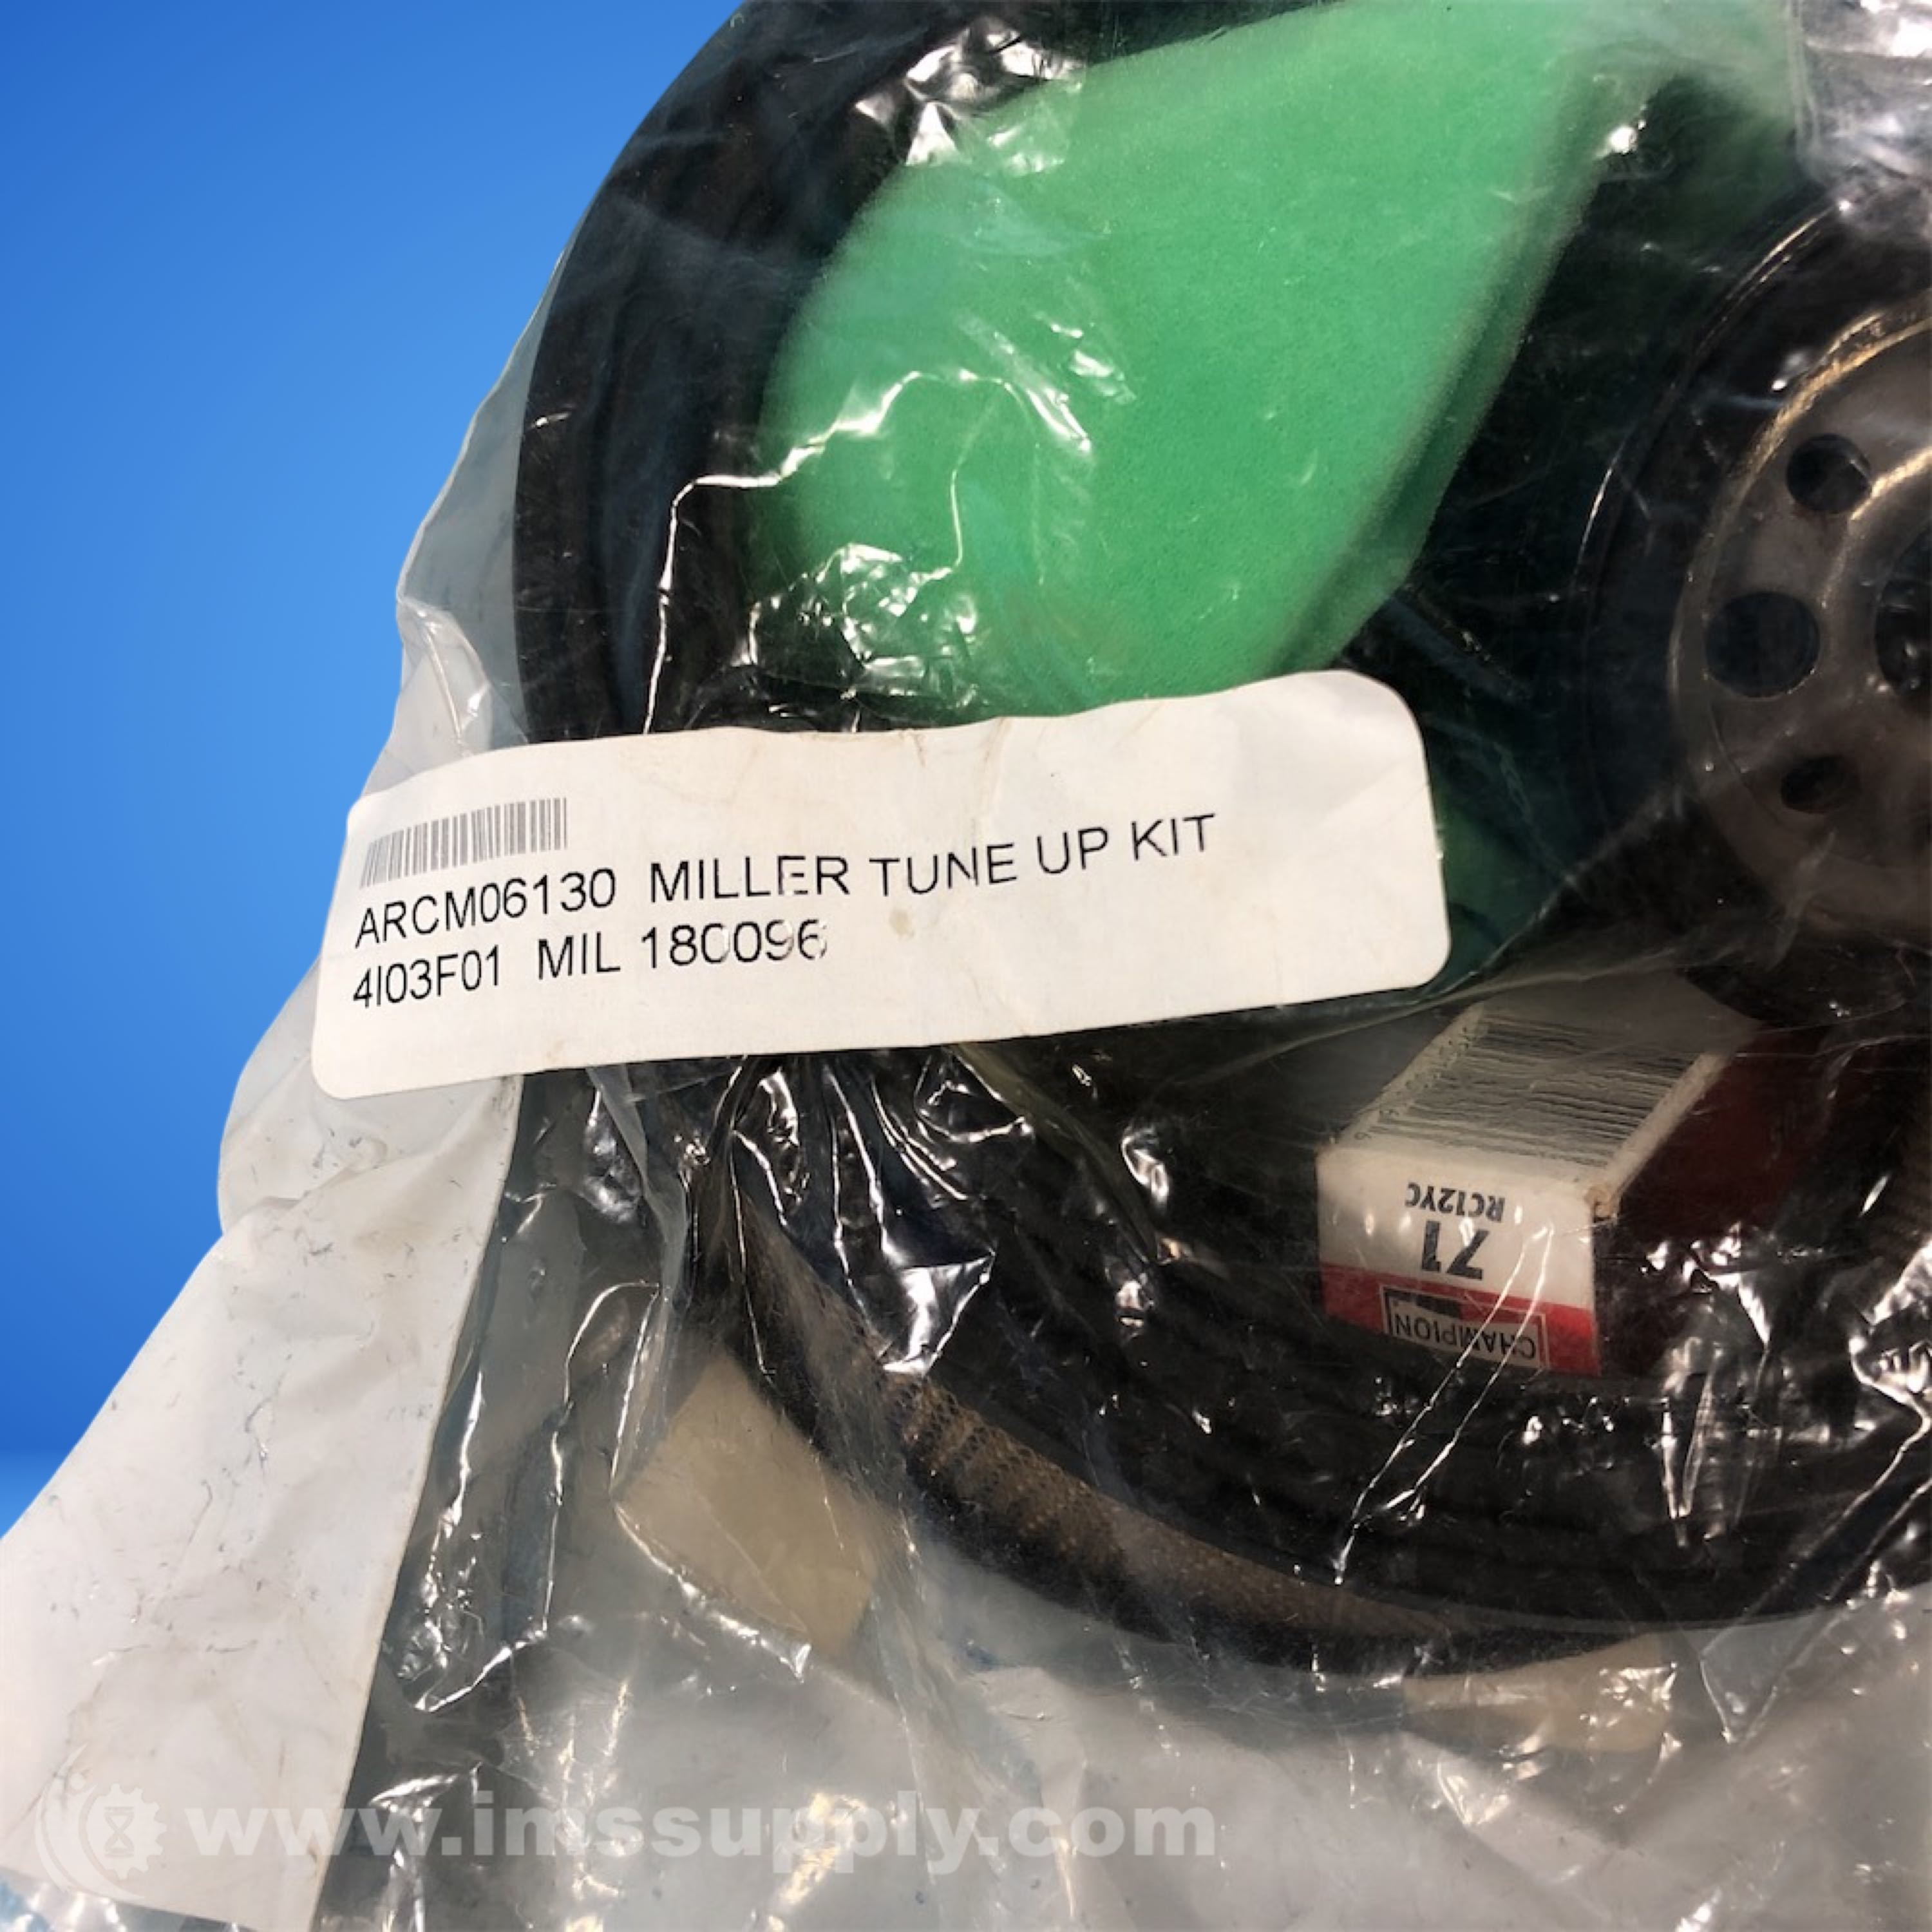 ARCM06130 MILLER TUNE UP KIT
4I03F01 MIL 180096
RC12YC
71
CHAMPION
www.imssupply.com